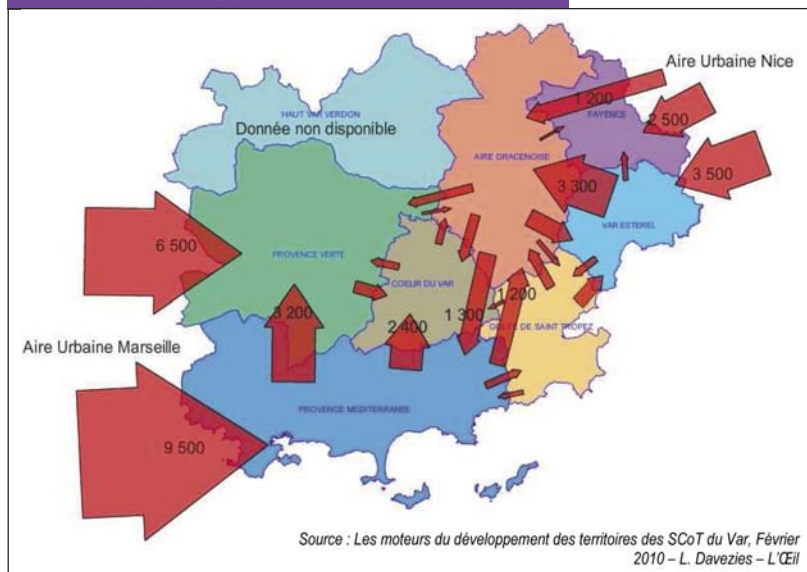 Aire Urbaine Nice
1 200
HAUT VAR VERDON
FAYENCE
Donnée non disponible
2 500
AIRE DRACENOISE
3 300
3 500
6 500
VAR ESTEREL
PROVENCE VERTE
COEUR DU VAR
3 200
1 200
1 300
2 400
GOLFE DE SAINT TROPEZ
Aire Urbaine Marseille
PROVENCE MEDITERRANEE
9 500
Source : Les moteurs du développement des territoires des SCoT du Var, Février
2010 – L. Davezies – L'Œil